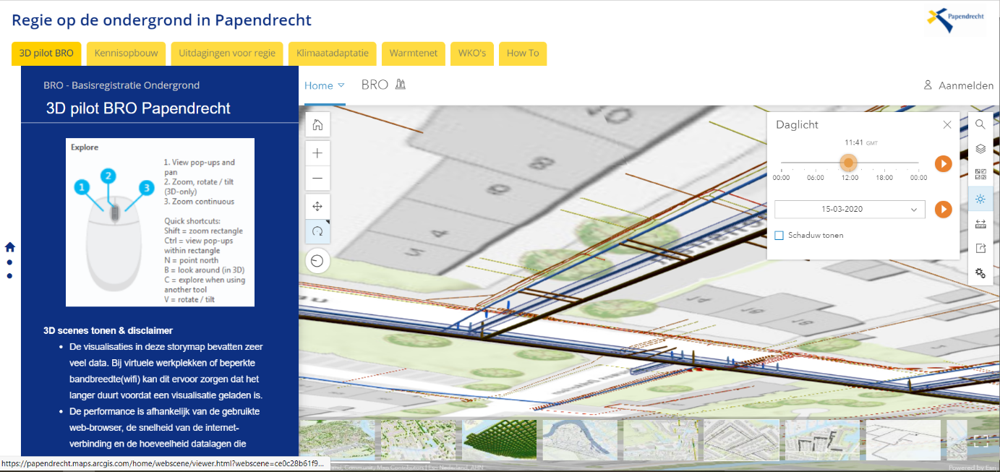 Regie op de ondergrond in Papendrecht
Papendrecht
3D pilot BRO
Kennisopbouw
Uitdagingen voor regie
Klimaatadaptatie
Warmtenet
WKO's
How To
BRO - Basisregistratie Ondergrond
3D pilot BRO Papendrecht
Explore
1
2
3
1. View pop-ups and
pan
2. Zoom, rotate / tilt
(3D-only)
3. Zoom continuous
Quick shortcuts:
Shift = zoom rectangle
Ctrl = view pop-ups
within rectangle
N = point north
B = look around (in 3D)
C = explore when using
another tool
V = rotate / tilt
3D scenes tonen & disclaimer
• De visualisaties in deze storymap bevatten zeer
veel data. Bij virtuele werkplekken of beperkte
bandbreedte(wifi) kan dit ervoor zorgen dat het
langer duurt voordat een visualisatie geladen is.
• De performance is afhankelijk van de gebruikte
web-browser, de snelheid van de internet-
verbinding en de hoeveelheid datalagen die
https://papendrecht.maps.arcgis.com/home/webscene/viewer.html?webscene=ce0c28b61f9...
Home
BRO
Aanmelden
Daglicht
11:41 GMT
00:00
06:00
12:00
18:00
00:00
15-03-2020
Schaduw tonen
Powered by Esri